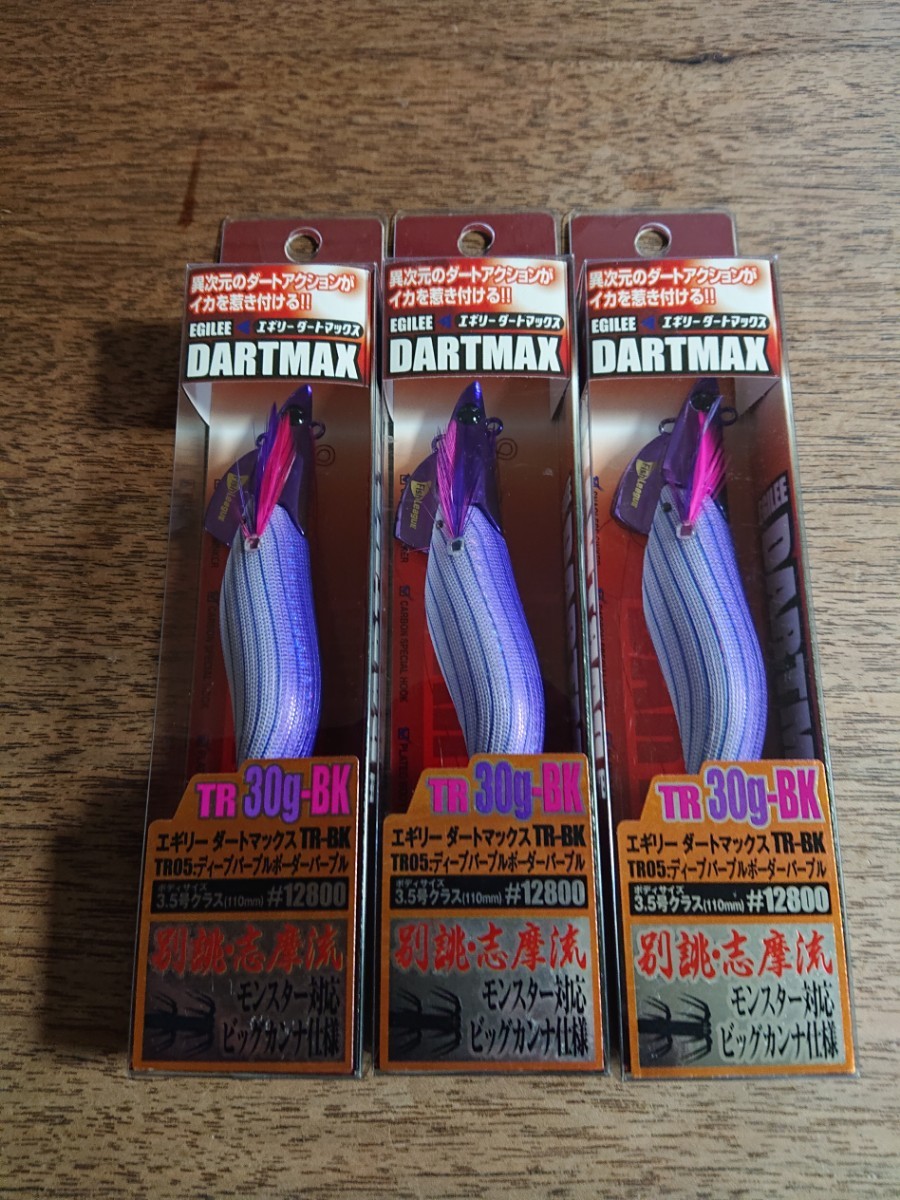 異次元のダートアクションが
イカを惹き付ける!!
EGILEE エギリーダートマックス
DARTMAX
Fish League
TR 30g-BK
エギリー ダートマックス TR-BK
TR05:ディープパープルボーダーパープル
ボディサイズ
3.5号クラス(110mm) #12800
別誂・志摩流
モンスター対応
ビッグカンナ仕様
異次元のダートアクションが
イカを惹き付ける!!
EGILEE エギリーダートマックス
DARTMAX
CARBON SPECIAL HOOK
TR 30g-BK
エギリー ダートマックス TR-BK
TR05:ディープパープルボーダーパープル
ボディサイズ
3.5号クラス(110mm) #12800
別誂・志摩流
モンスター対応
ビッグカンナ仕様
異次元のダートアクションが
イカを惹き付ける!!
EGILEE エギリーダートマックス
DARTMAX
EGILEE
TR 30g-BK
エギリー ダートマックス TR-BK
TR05:ディープパープルボーダーパープル
ボディサイズ
3.5号クラス(110mm) #12800
別誂・志摩流
モンスター対応
ビッグカンナ仕様